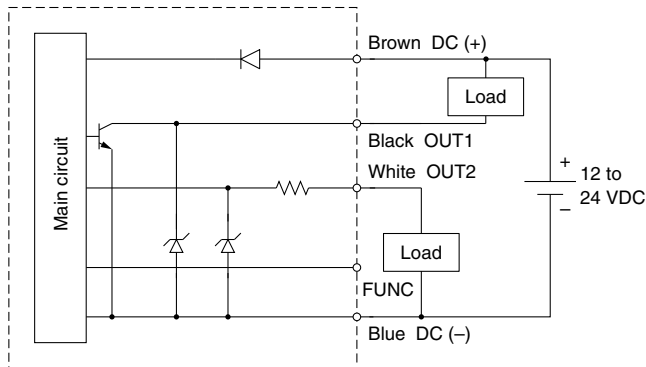 Brown DC (+)
Load
Black OUT1
White OUT2
Main circuit
+
12 to
24 VDC
–
Load
FUNC
Blue DC (–)